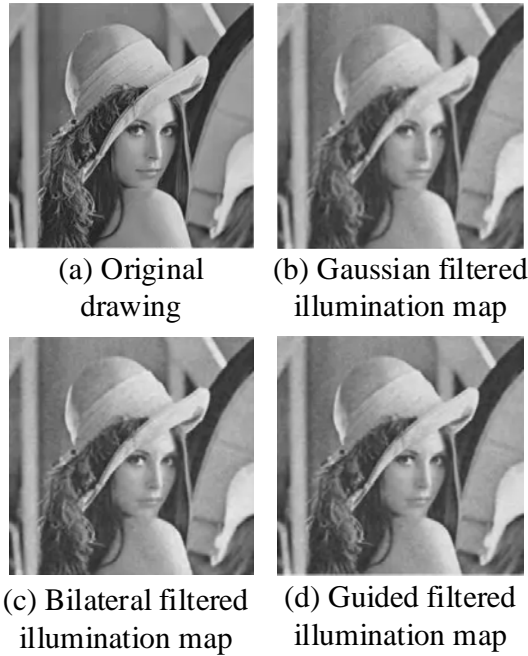 (a) Original
drawing
(b) Gaussian filtered
illumination map
(c) Bilateral filtered
illumination map
(d) Guided filtered
illumination map